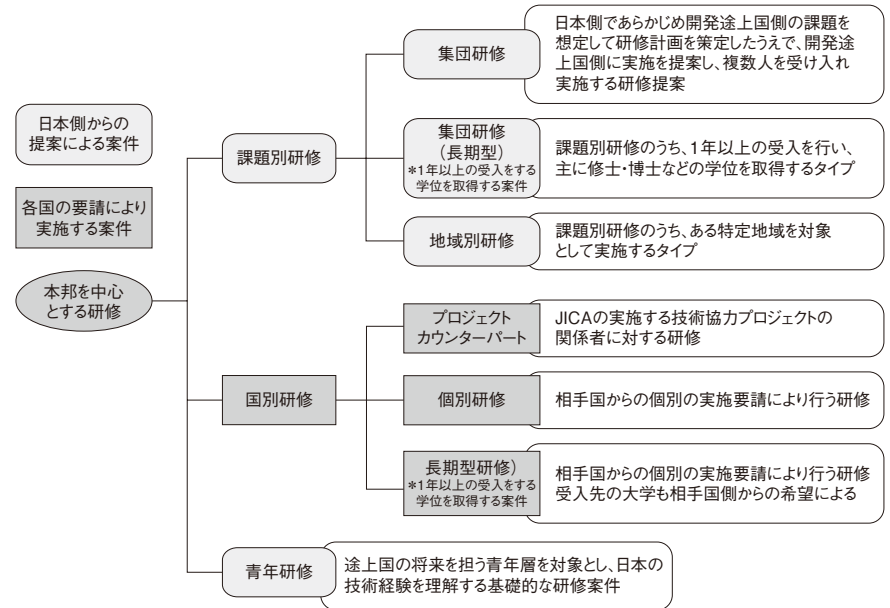 日本側からの
提案による案件
各国の要請により
実施する案件
本邦を中心
とする研修
課題別研修
集団研修
日本側であらかじめ開発途上国側の課題を
想定して研修計画を策定したうえで、開発途
上国側に実施を提案し、複数人を受け入れ
実施する研修提案
集団研修
（長期型）
*1年以上の受入をする
学位を取得する案件
課題別研修のうち、1年以上の受入を行い、
主に修士・博士などの学位を取得するタイプ
地域別研修
課題別研修のうち、ある特定地域を対象
として実施するタイプ
国別研修
プロジェクト
カウンターパート
JICAの実施する技術協力プロジェクトの
関係者に対する研修
個別研修
相手国からの個別の実施要請により行う研修
長期型研修）
*1年以上の受入をする
学位を取得する案件
相手国からの個別の実施要請により行う研修
受入先の大学も相手国側からの希望による
青年研修
途上国の将来を担う青年層を対象とし、日本の
技術経験を理解する基礎的な研修案件